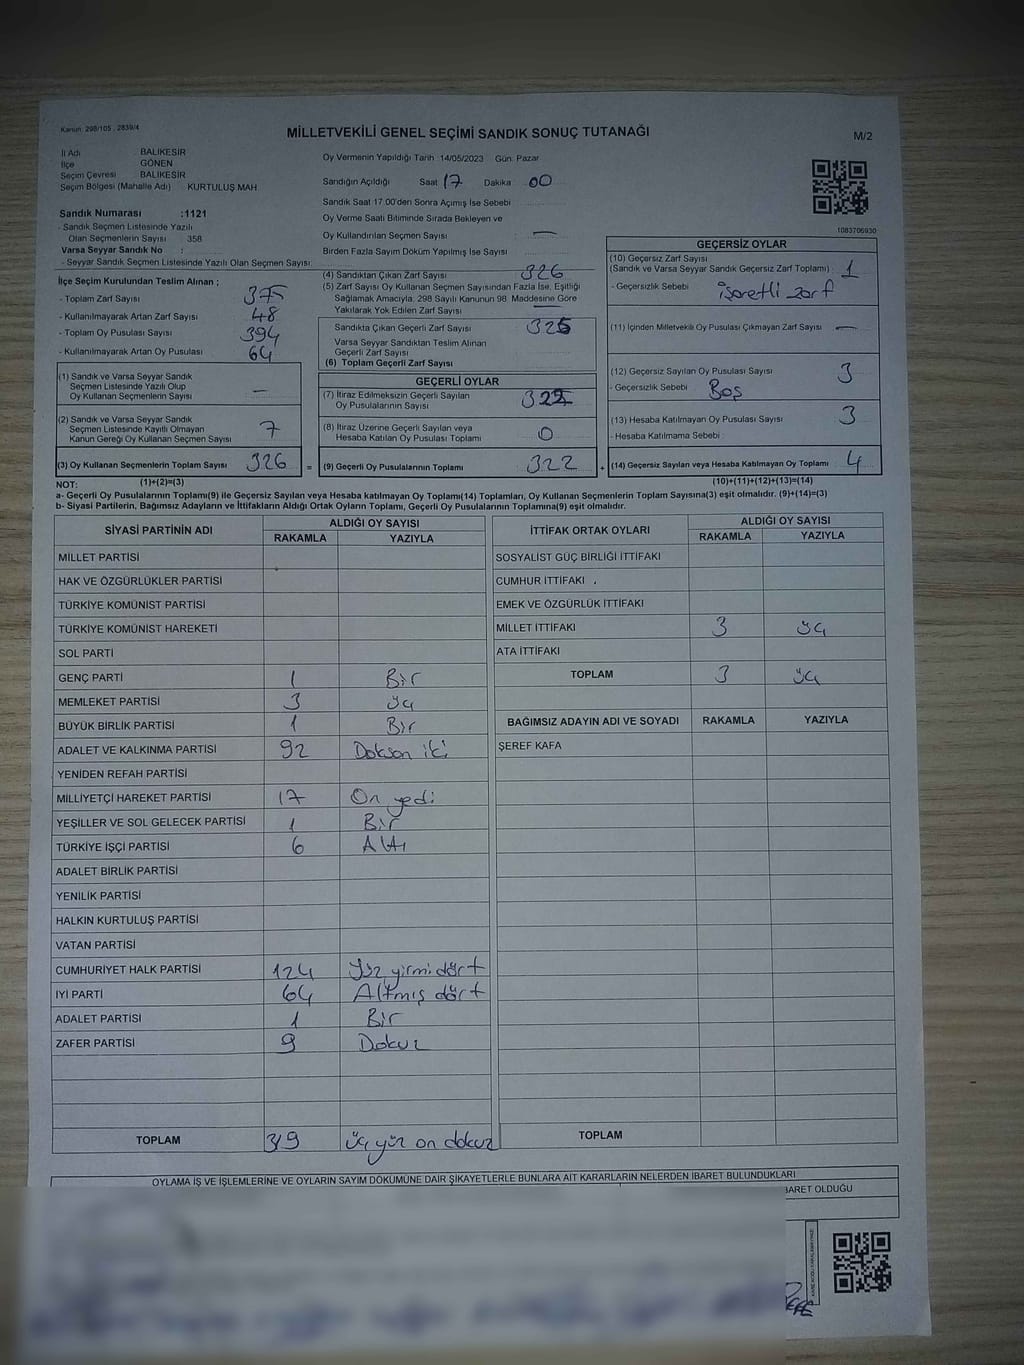 Kanun: 298/105 , 2839/4
MİLLETVEKİLİ GENEL SEÇİMİ SANDIK SONUÇ TUTANAĞI
M/2
İl Adı BALIKESİR
İlçe GÖNEN
Seçim Çevresi BALIKESİR
Seçim Bölgesi (Mahalle Adı) KURTULUŞ MAH
Sandık Numarası :1121
- Sandık Seçmen Listesinde Yazılı
Olan Seçmenlerin Sayısı 358
Varsa Seyyar Sandık No :
- Seyyar Sandık Seçmen Listesinde Yazılı Olan Seçmen Sayısı:
Oy Vermenin Yapıldığı Tarih :14/05/2023 Gün: Pazar
Sandığın Açıldığı Saat 17 Dakika 00
Sandık Saat 17.00'den Sonra Açımış İse Sebebi
Oy Verme Saati Bitiminde Sırada Bekleyen ve
Oy Kullandırılan Seçmen Sayısı —
Birden Fazla Sayım Döküm Yapılmış İse Sayısı
1083706930
İlçe Seçim Kurulundan Teslim Alınan ;
- Toplam Zarf Sayısı 375
- Kullanılmayarak Artan Zarf Sayısı 48
- Toplam Oy Pusulası Sayısı 394
- Kullanılmayarak Artan Oy Pusulası 64
(1) Sandık ve Varsa Seyyar Sandık
Seçmen Listesinde Yazılı Olup
Oy Kullanan Seçmenlerin Sayısı —
(2) Sandık ve Varsa Seyyar Sandık
Seçmen Listesinde Kayıtlı Olmayan
Kanun Gereği Oy Kullanan Seçmen Sayısı 7
(3) Oy Kullanan Seçmenlerin Toplam Sayısı 326 =
(4) Sandıktan Çıkan Zarf Sayısı 326
(5) Zarf Sayısı Oy Kullanan Seçmen Sayısından Fazla İse, Eşitliği
Sağlamak Amacıyla, 298 Sayılı Kanunun 98. Maddesine Göre
Yakılarak Yok Edilen Zarf Sayısı
Sandıkta Çıkan Geçerli Zarf Sayısı 325
Varsa Seyyar Sandıktan Teslim Alınan
Geçerli Zarf Sayısı
(6) Toplam Geçerli Zarf Sayısı
GEÇERLİ OYLAR
(7) İtiraz Edilmeksizin Geçerli Sayılan
Oy Pusulalarının Sayısı 322
(8) İtiraz Üzerine Geçerli Sayılan veya
Hesaba Katılan Oy Pusulası Toplamı 0
(9) Geçerli Oy Pusulalarının Toplamı 322 +
GEÇERSİZ OYLAR
(10) Geçersiz Zarf Sayısı
(Sandık ve Varsa Seyyar Sandık Geçersiz Zarf Toplamı) : 1
- Geçersizlik Sebebi işaretli zarf
(11) İçinden Milletvekili Oy Pusulası Çıkmayan Zarf Sayısı —
(12) Geçersiz Sayılan Oy Pusulası Sayısı 3
- Geçersizlik Sebebi Boş
(13) Hesaba Katılmayan Oy Pusulası Sayısı 3
- Hesaba Katılmama Sebebi :
(14) Geçersiz Sayılan veya Hesaba Katılmayan Oy Toplamı 4
NOT: (1)+(2)=(3) (10)+(11)+(12)+(13)=(14)
a- Geçerli Oy Pusulalarının Toplamı(9) ile Geçersiz Sayılan veya Hesaba katılmayan Oy Toplamı(14) Toplamları, Oy Kullanan Seçmenlerin Toplam Sayısına(3) eşit olmalıdır. (9)+(14)=(3)
b- Siyasi Partilerin, Bağımsız Adayların ve İttifakların Aldığı Ortak Oyların Toplamı, Geçerli Oy Pusulalarının Toplamına(9) eşit olmalıdır.
SİYASİ PARTİNİN ADI ALDIĞI OY SAYISI
RAKAMLA YAZIYLA
MİLLET PARTİSİ
HAK VE ÖZGÜRLÜKLER PARTİSİ
TÜRKİYE KOMÜNİST PARTİSİ
TÜRKİYE KOMÜNİST HAREKETİ
SOL PARTİ
GENÇ PARTİ 1 Bir
MEMLEKET PARTİSİ 3 üç
BÜYÜK BİRLİK PARTİSİ 1 Bir
ADALET VE KALKINMA PARTİSİ 92 Doksan iki
YENİDEN REFAH PARTİSİ
MİLLİYETÇİ HAREKET PARTİSİ 17 On yedi
YEŞİLLER VE SOL GELECEK PARTİSİ 1 Bir
TÜRKİYE İŞÇİ PARTİSİ 6 Altı
ADALET BİRLİK PARTİSİ
YENİLİK PARTİSİ
HALKIN KURTULUŞ PARTİSİ
VATAN PARTİSİ
CUMHURİYET HALK PARTİSİ 124 Yüz yirmi dört
İYİ PARTİ 64 Altmış dört
ADALET PARTİSİ 1 Bir
ZAFER PARTİSİ 9 Dokuz
TOPLAM 319 üç yüz on dokuz
İTTİFAK ORTAK OYLARI ALDIĞI OY SAYISI
RAKAMLA YAZIYLA
SOSYALİST GÜÇ BİRLİĞİ İTTİFAKI
CUMHUR İTTİFAKI
EMEK VE ÖZGÜRLÜK İTTİFAKI
MİLLET İTTİFAKI 3 üç
ATA İTTİFAKI
TOPLAM 3 üç
BAĞIMSIZ ADAYIN ADI VE SOYADI RAKAMLA YAZIYLA
ŞEREF KAFA
TOPLAM
OYLAMA İŞ VE İŞLEMLERİNE VE OYLARIN SAYIM DÖKÜMÜNE DAİR ŞİKAYETLERLE BUNLARA AİT KARARLARIN NELERDEN İBARET BULUNDUKLARI
BARET OLDUĞU